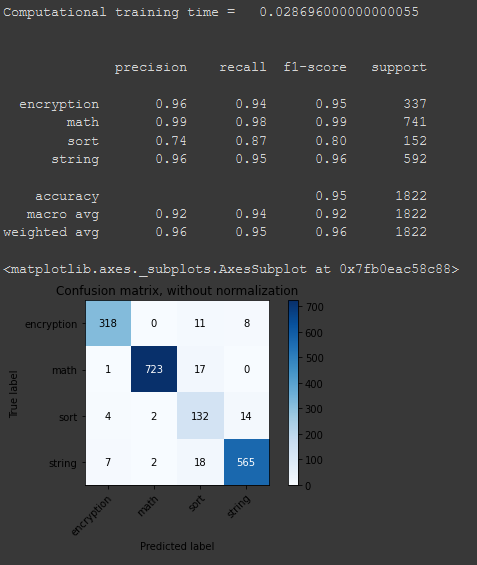 Computational training time =   0.028696000000000055
precision    recall  f1-score   support
encryption       0.96      0.94      0.95       337
math       0.99      0.98      0.99       741
sort       0.74      0.87      0.80       152
string       0.96      0.95      0.96       592
accuracy                           0.95      1822
macro avg       0.92      0.94      0.92      1822
weighted avg       0.96      0.95      0.96      1822
<matplotlib.axes._subplots.AxesSubplot at 0x7fb0eac58c88>
Confusion matrix, without normalization
True label
encryption 318 0 11 8
math 1 723 17 0
sort 4 2 132 14
string 7 2 18 565
encryption math sort string
Predicted label
700
600
500
400
300
200
100
0